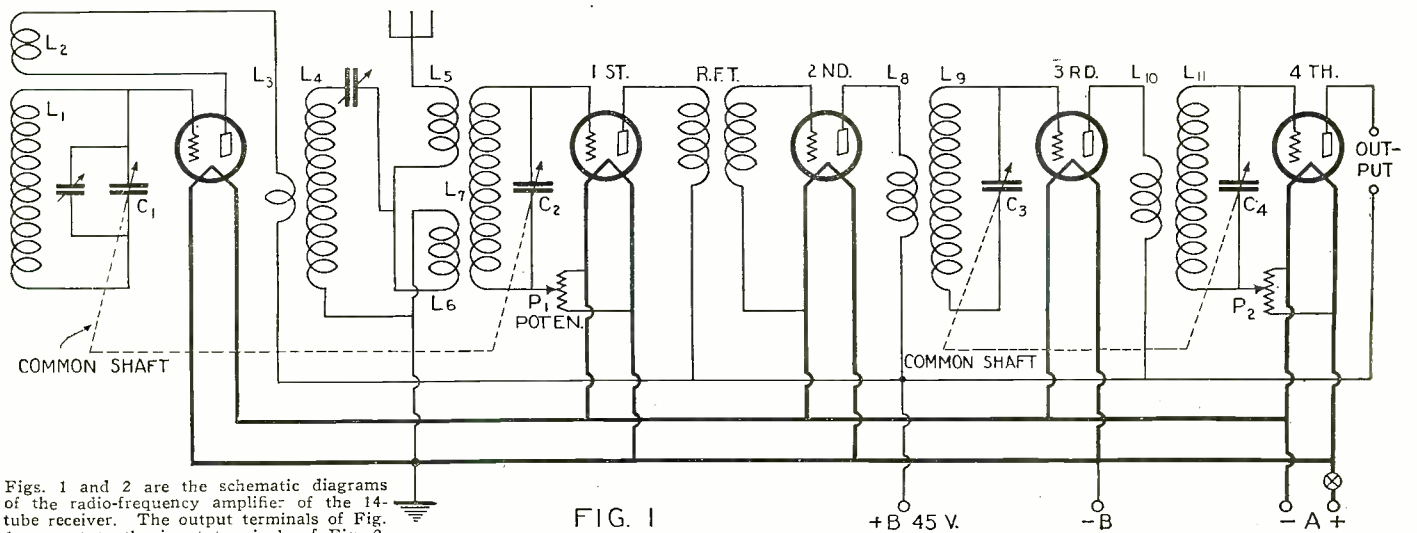 L2
L3
L4
L5
1 ST.
R.F.T.
2 ND.
L8
L9
3 RD.
L10
L11
4 TH.
L1
OUT-
PUT
L7
C1
C2
C3
C4
L6
P1
POTEN.
P2
COMMON SHAFT
COMMON SHAFT
Figs. 1 and 2 are the schematic diagrams
of the radio-frequency amplifier of the 14-
tube receiver. The output terminals of Fig.
FIG. 1
+B 45 V.
-B
- A +